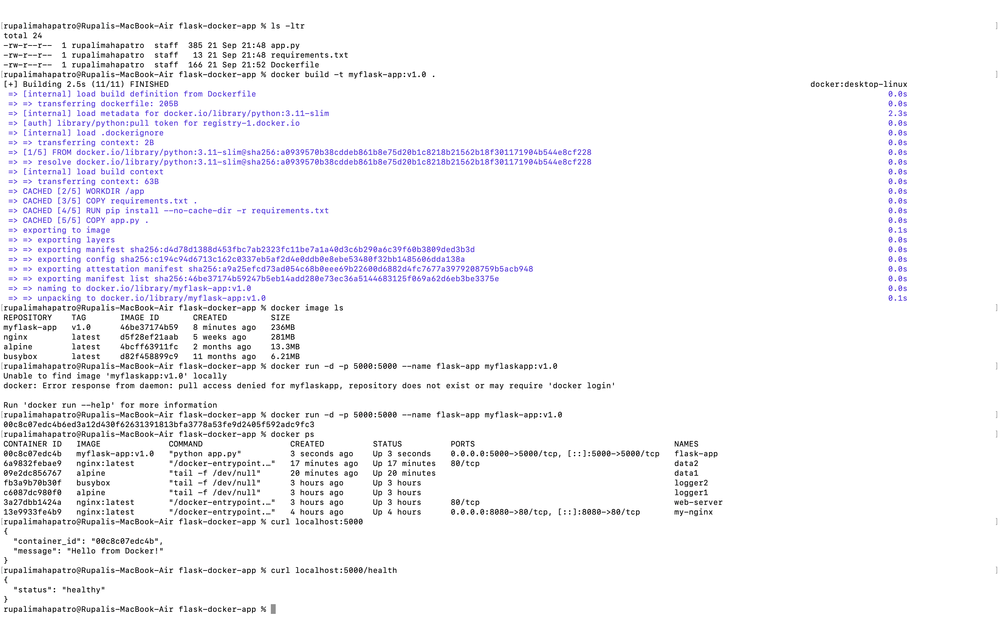 [rupalimahapatro@Rupalis-MacBook-Air flask-docker-app % ls -ltr ]
total 24
-rw-r--r--  1 rupalimahapatro  staff  385 21 Sep 21:48 app.py
-rw-r--r--  1 rupalimahapatro  staff   13 21 Sep 21:48 requirements.txt
-rw-r--r--  1 rupalimahapatro  staff  166 21 Sep 21:52 Dockerfile
[rupalimahapatro@Rupalis-MacBook-Air flask-docker-app % docker build -t myflask-app:v1.0 . ]
[+] Building 2.5s (11/11) FINISHED docker:desktop-linux
=> [internal] load build definition from Dockerfile 0.0s
=> => transferring dockerfile: 205B 0.0s
=> [internal] load metadata for docker.io/library/python:3.11-slim 2.3s
=> [auth] library/python:pull token for registry-1.docker.io 0.0s
=> [internal] load .dockerignore 0.0s
=> => transferring context: 2B 0.0s
=> [1/5] FROM docker.io/library/python:3.11-slim@sha256:a0939570b38cddeb861b8e75d20b1c8218b21562b18f301171904b544e8cf228 0.0s
=> => resolve docker.io/library/python:3.11-slim@sha256:a0939570b38cddeb861b8e75d20b1c8218b21562b18f301171904b544e8cf228 0.0s
=> [internal] load build context 0.0s
=> => transferring context: 63B 0.0s
=> CACHED [2/5] WORKDIR /app 0.0s
=> CACHED [3/5] COPY requirements.txt . 0.0s
=> CACHED [4/5] RUN pip install --no-cache-dir -r requirements.txt 0.0s
=> CACHED [5/5] COPY app.py . 0.0s
=> exporting to image 0.1s
=> => exporting layers 0.0s
=> => exporting manifest sha256:d4d78d1388d453fbc7ab2323fc11be7a1a40d3c6b290a6c39f60b3809ded3b3d 0.0s
=> => exporting config sha256:c194c94d6713c162c0337eb5af2d4e0ddb0e8ebe53480f32bb1485606dda138a 0.0s
=> => exporting attestation manifest sha256:a9a25efcd73ad054c68b0eee69b22600d6882d4fc7677a3979208759b5acb948 0.0s
=> => exporting manifest list sha256:46be37174b59247b5eb14add280e73ec36a5144683125f069a62d6eb3be3375e 0.0s
=> => naming to docker.io/library/myflask-app:v1.0 0.0s
=> => unpacking to docker.io/library/myflask-app:v1.0 0.1s
[rupalimahapatro@Rupalis-MacBook-Air flask-docker-app % docker image ls ]
REPOSITORY    TAG       IMAGE ID       CREATED         SIZE
myflask-app   v1.0      46be37174b59   8 minutes ago   236MB
nginx         latest    d5f28ef21aab   5 weeks ago     281MB
alpine        latest    4bcff63911fc   2 months ago    13.3MB
busybox       latest    d82f458899c9   11 months ago   6.21MB
[rupalimahapatro@Rupalis-MacBook-Air flask-docker-app % docker run -d -p 5000:5000 --name flask-app myflaskapp:v1.0 ]
Unable to find image 'myflaskapp:v1.0' locally
docker: Error response from daemon: pull access denied for myflaskapp, repository does not exist or may require 'docker login'
Run 'docker run --help' for more information
[rupalimahapatro@Rupalis-MacBook-Air flask-docker-app % docker run -d -p 5000:5000 --name flask-app myflask-app:v1.0 ]
00c8c07edc4b6ed3a12d430f62631391813bfa3778a53fe9d2405f592adc9fc3
[rupalimahapatro@Rupalis-MacBook-Air flask-docker-app % docker ps ]
CONTAINER ID   IMAGE              COMMAND                  CREATED          STATUS          PORTS                                         NAMES
00c8c07edc4b   myflask-app:v1.0   "python app.py"          3 seconds ago    Up 3 seconds    0.0.0.0:5000->5000/tcp, [::]:5000->5000/tcp   flask-app
6a9832febae9   nginx:latest       "/docker-entrypoint.…"   17 minutes ago   Up 17 minutes   80/tcp                                        data2
09e2dc856767   alpine             "tail -f /dev/null"      20 minutes ago   Up 20 minutes                                                 data1
fb3a9b70b30f   busybox            "tail -f /dev/null"      3 hours ago      Up 3 hours                                                    logger2
c6087dc980f0   alpine             "tail -f /dev/null"      3 hours ago      Up 3 hours                                                    logger1
3a27dbb1424a   nginx:latest       "/docker-entrypoint.…"   3 hours ago      Up 3 hours      80/tcp                                        web-server
13e9933fe4b9   nginx:latest       "/docker-entrypoint.…"   4 hours ago      Up 4 hours      0.0.0.0:8080->80/tcp, [::]:8080->80/tcp       my-nginx
[rupalimahapatro@Rupalis-MacBook-Air flask-docker-app % curl localhost:5000 ]
{
  "container_id": "00c8c07edc4b",
  "message": "Hello from Docker!"
}
[rupalimahapatro@Rupalis-MacBook-Air flask-docker-app % curl localhost:5000/health ]
{
  "status": "healthy"
}
rupalimahapatro@Rupalis-MacBook-Air flask-docker-app %